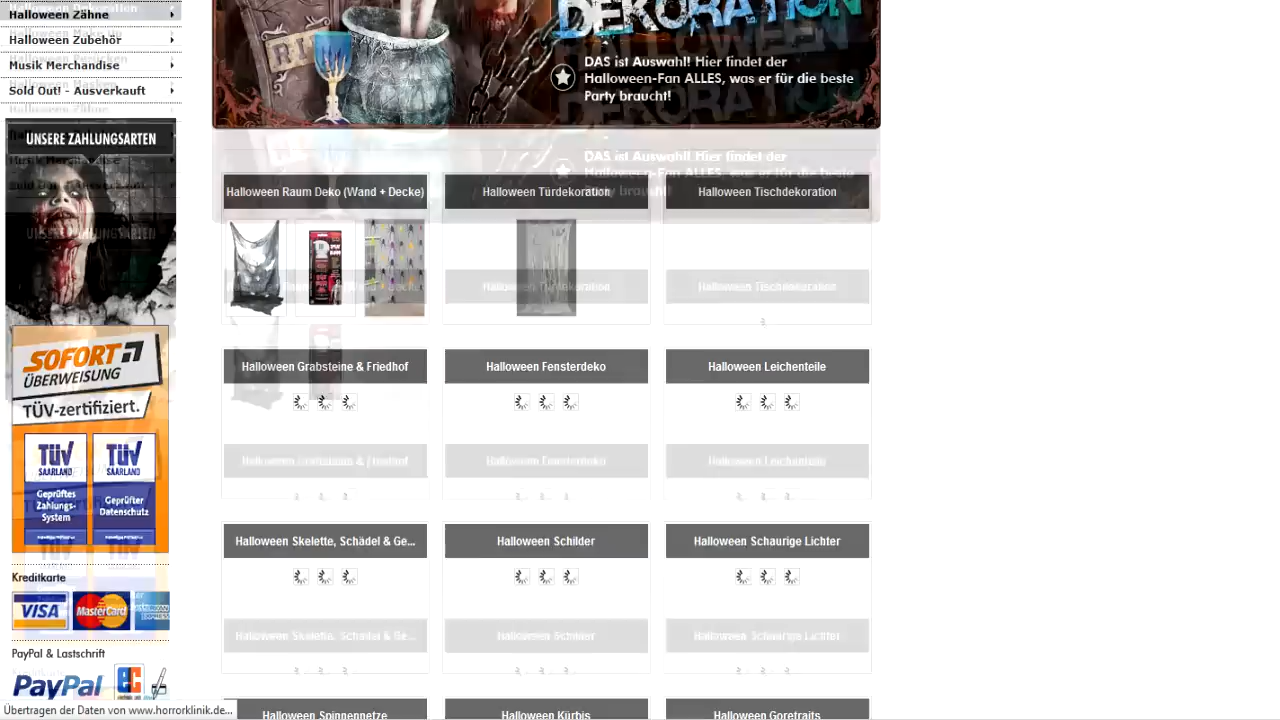 Halloween Zähne
Halloween Zubehör
Musik Merchandise
Sold Out! - Ausverkauft
UNSERE ZAHLUNGSARTEN
SOFORT
ÜBERWEISUNG
TÜV-zertifiziert.
TÜV
SAARLAND
Geprüftes
Zahlungs-
System
TÜV
SAARLAND
Geprüfter
Datenschutz
Kreditkarte
VISA
MasterCard
PayPal & Lastschrift
PayPal
EC
Übertragen der Daten von www.horrorklinik.de...
DEKORATION
DAS ist Auswahl! Hier findet der
Halloween-Fan ALLES, was er für die beste
Party braucht!
Halloween Raum Deko (Wand + Decke)
Halloween Türdekoration
Halloween Tischdekoration
Halloween Grabsteine & Friedhof
Halloween Fensterdeko
Halloween Leichenteile
Halloween Skelette, Schädel & Ge...
Halloween Schilder
Halloween Schaurige Lichter
Halloween Spinnennetze
Halloween Kürbis
Halloween Goretraits